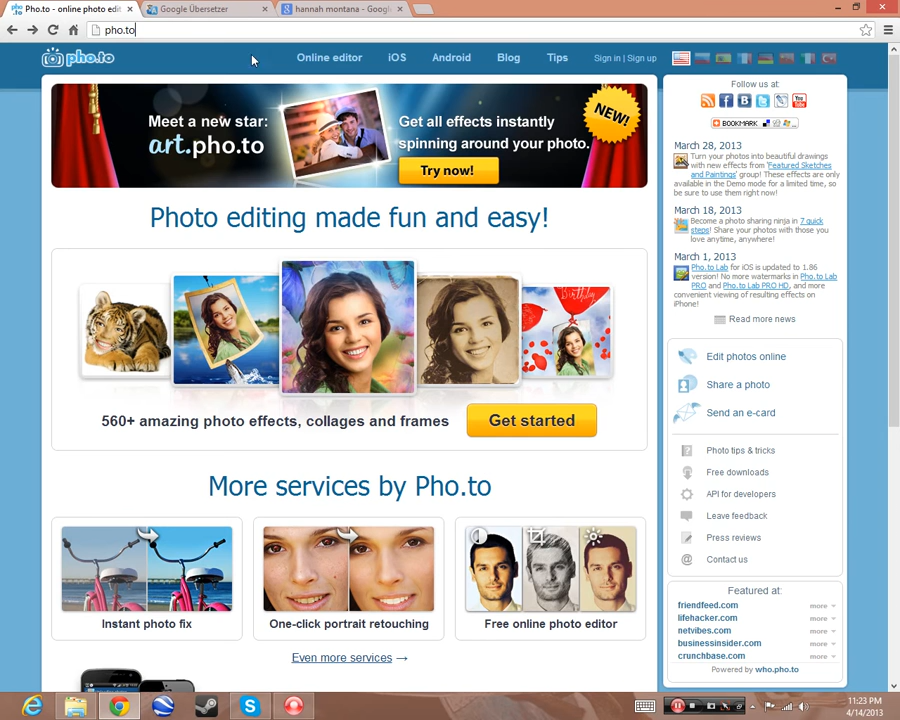 Pho.to - online photo edit
Google Übersetzer
hannah montana - Google
pho.to
pho.to
Online editor
iOS
Android
Blog
Tips
Sign in | Sign up
Meet a new star:
art.pho.to
Get all effects instantly
spinning around your photo.
Try now!
NEW!
Photo editing made fun and easy!
Birthday
560+ amazing photo effects, collages and frames
Get started
More services by Pho.to
Instant photo fix
One-click portrait retouching
Free online photo editor
Even more services →
Follow us at:
You
Tube
BOOKMARK
March 28, 2013
Turn your photos into beautiful drawings
with new effects from 'Featured Sketches
and Paintings' group! These effects are only
available in the Demo mode for a limited time, so
be sure to use them right now!
March 18, 2013
Become a photo sharing ninja in 7 quick
steps! Share your photos with those you
love anytime, anywhere!
March 1, 2013
Pho.to Lab for iOS is updated to 1.86
version! No more watermarks in Pho.to Lab
PRO and Pho.to Lab PRO HD, and more
convenient viewing of resulting effects on
iPhone!
Read more news
Edit photos online
Share a photo
Send an e-card
Photo tips & tricks
Free downloads
API for developers
Leave feedback
Press reviews
Contact us
Featured at:
friendfeed.com more
lifehacker.com more
netvibes.com more
businessinsider.com more
crunchbase.com more
Powered by who.pho.to
11:23 PM
4/14/2013